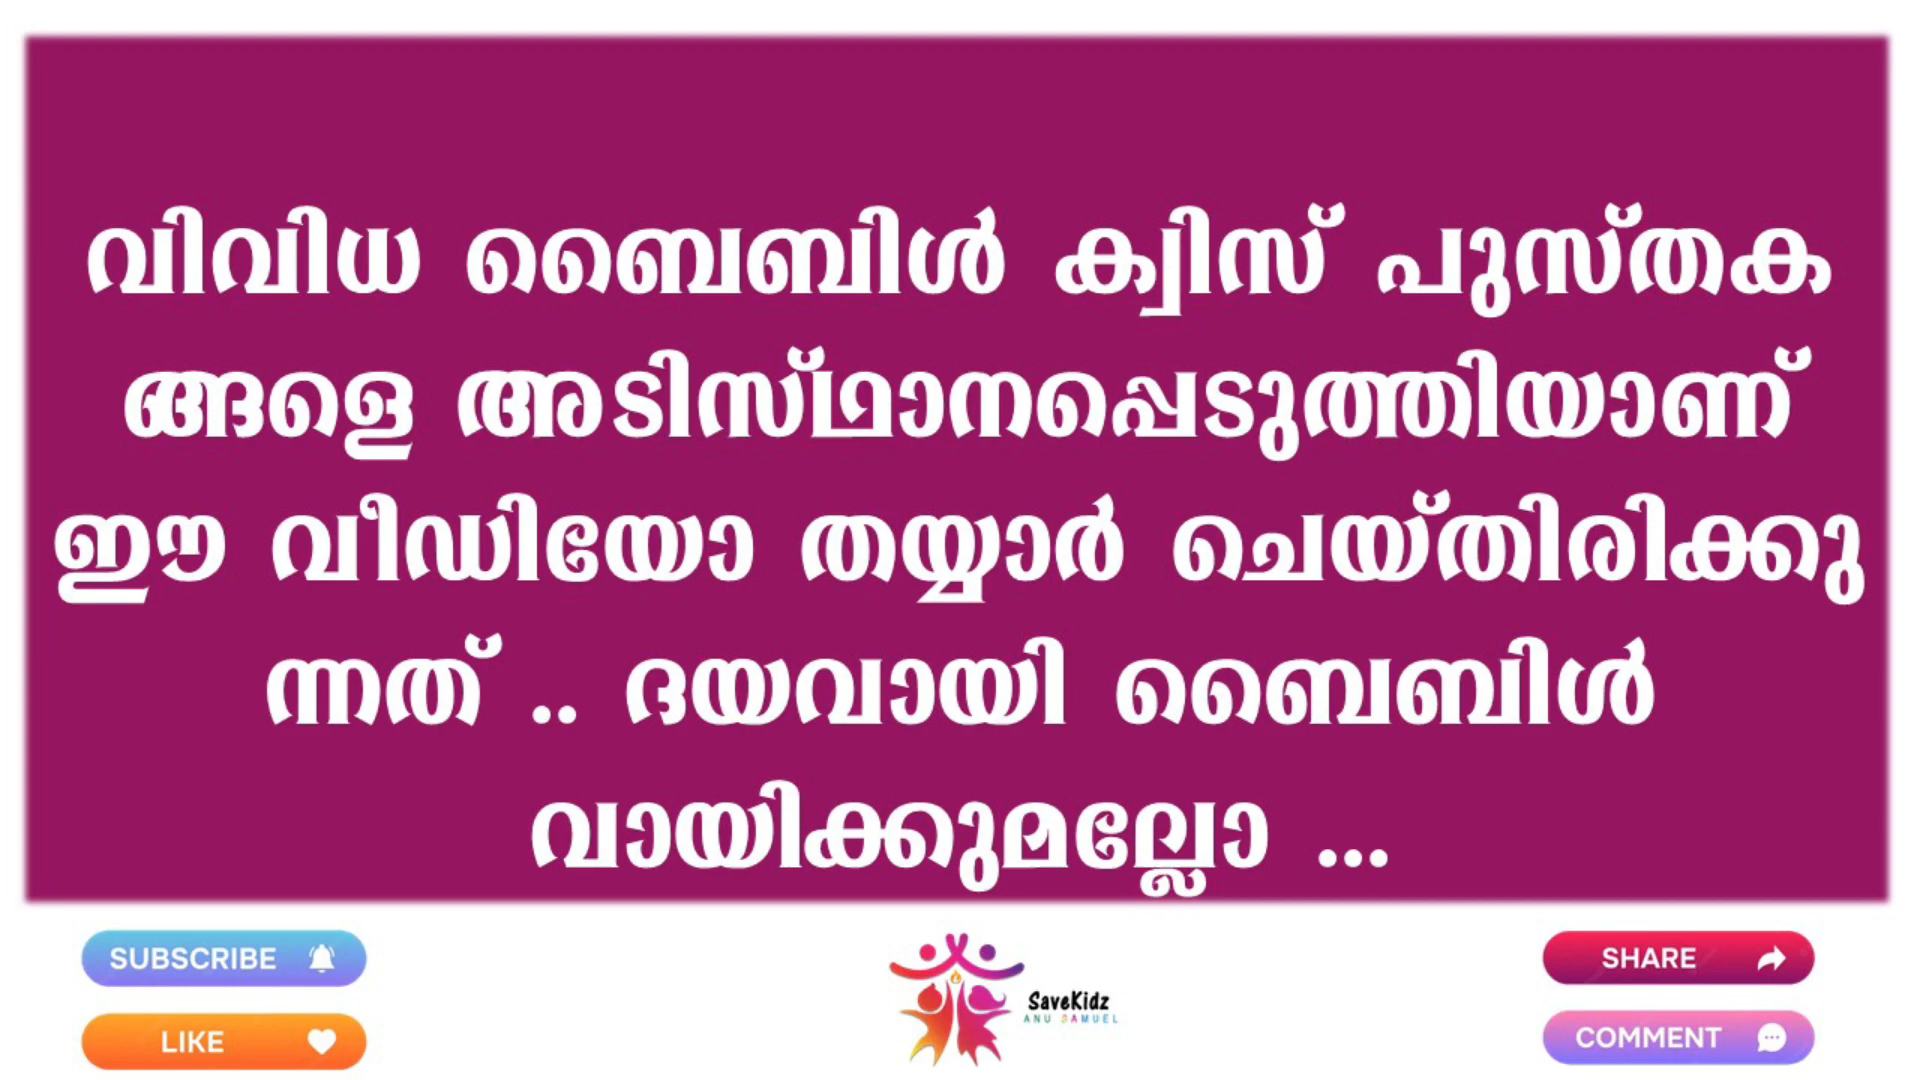 വിവിധ ബൈബിൾ ക്വിസ് പുസ്തക
ങ്ങളെ അടിസ്ഥാനപ്പെടുത്തിയാണ്
ഈ വീഡിയോ തയ്യാർ ചെയ്തിരിക്കു
ന്നത് .. ദയവായി ബൈബിൾ
വായിക്കുമല്ലോ ...
SUBSCRIBE
LIKE
SaveKidz
ANU SAMUEL
SHARE
COMMENT